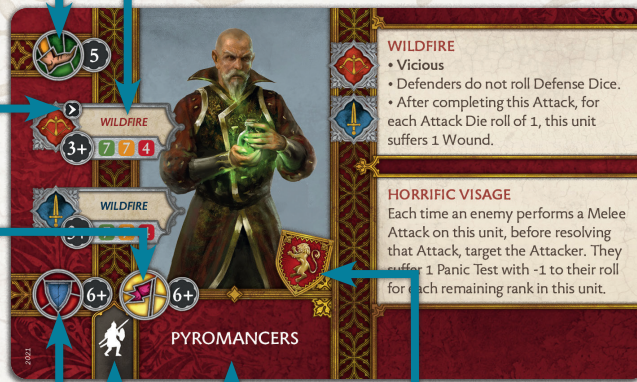 5
WILDFIRE
3+ 7 7 4
WILDFIRE
6+ 6+
PYROMANCERS
2021
WILDFIRE
• Vicious
• Defenders do not roll Defense Dice.
• After completing this Attack, for
each Attack Die roll of 1, this unit
suffers 1 Wound.
HORRIFIC VISAGE
Each time an enemy performs a Melee
Attack on this unit, before resolving
that Attack, target the Attacker. They
suffer 1 Panic Test with -1 to their roll
for each remaining rank in this unit.